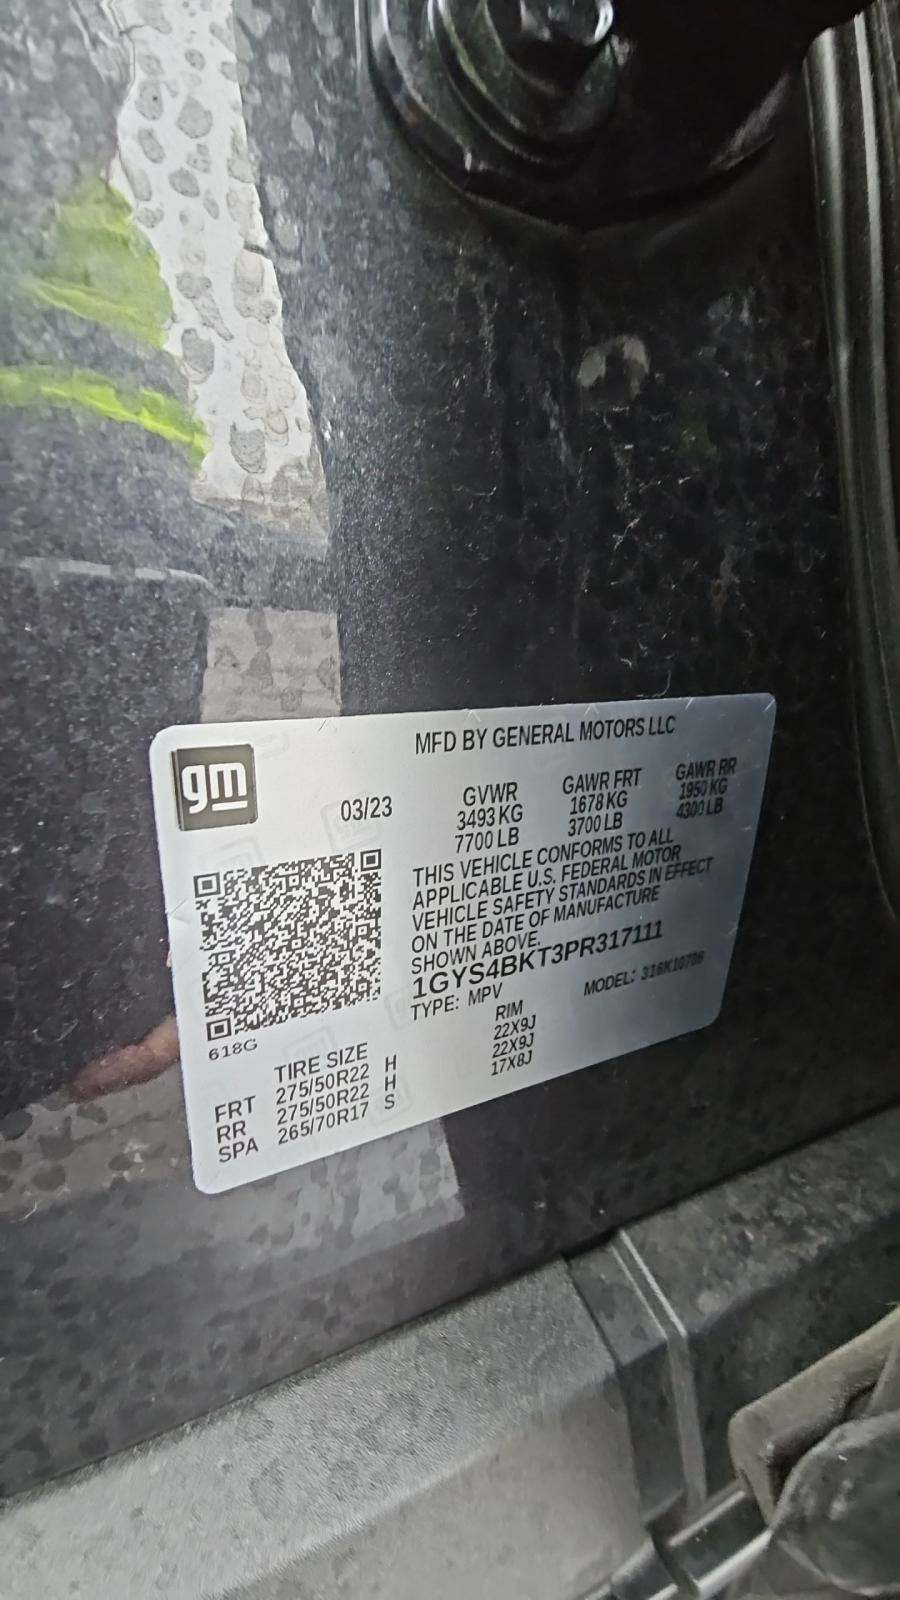 gm
MFD BY GENERAL MOTORS LLC
03/23
GVWR
3493 KG
7700 LB
GAWR FRT
1678 KG
3700 LB
GAWR RR
1950 KG
4300 LB
THIS VEHICLE CONFORMS TO ALL
APPLICABLE U.S. FEDERAL MOTOR
VEHICLE SAFETY STANDARDS IN EFFECT
ON THE DATE OF MANUFACTURE
SHOWN ABOVE.
1GYS4BKT3PR317111
TYPE: MPV
MODEL:
618G
TIRE SIZE RIM
FRT 275/50R22 H 22X9J
RR 275/50R22 H 22X9J
SPA 265/70R17 S 17X8J